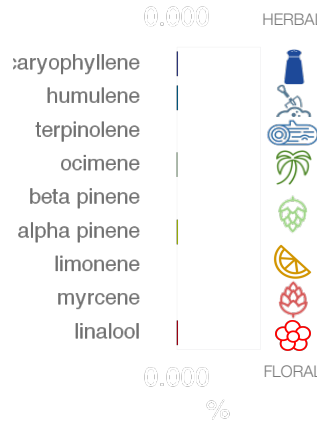 0.000 HERBAL
caryophyllene
humulene
terpinolene
ocimene
beta pinene
alpha pinene
limonene
myrcene
linalool
0.000 FLORAL
%